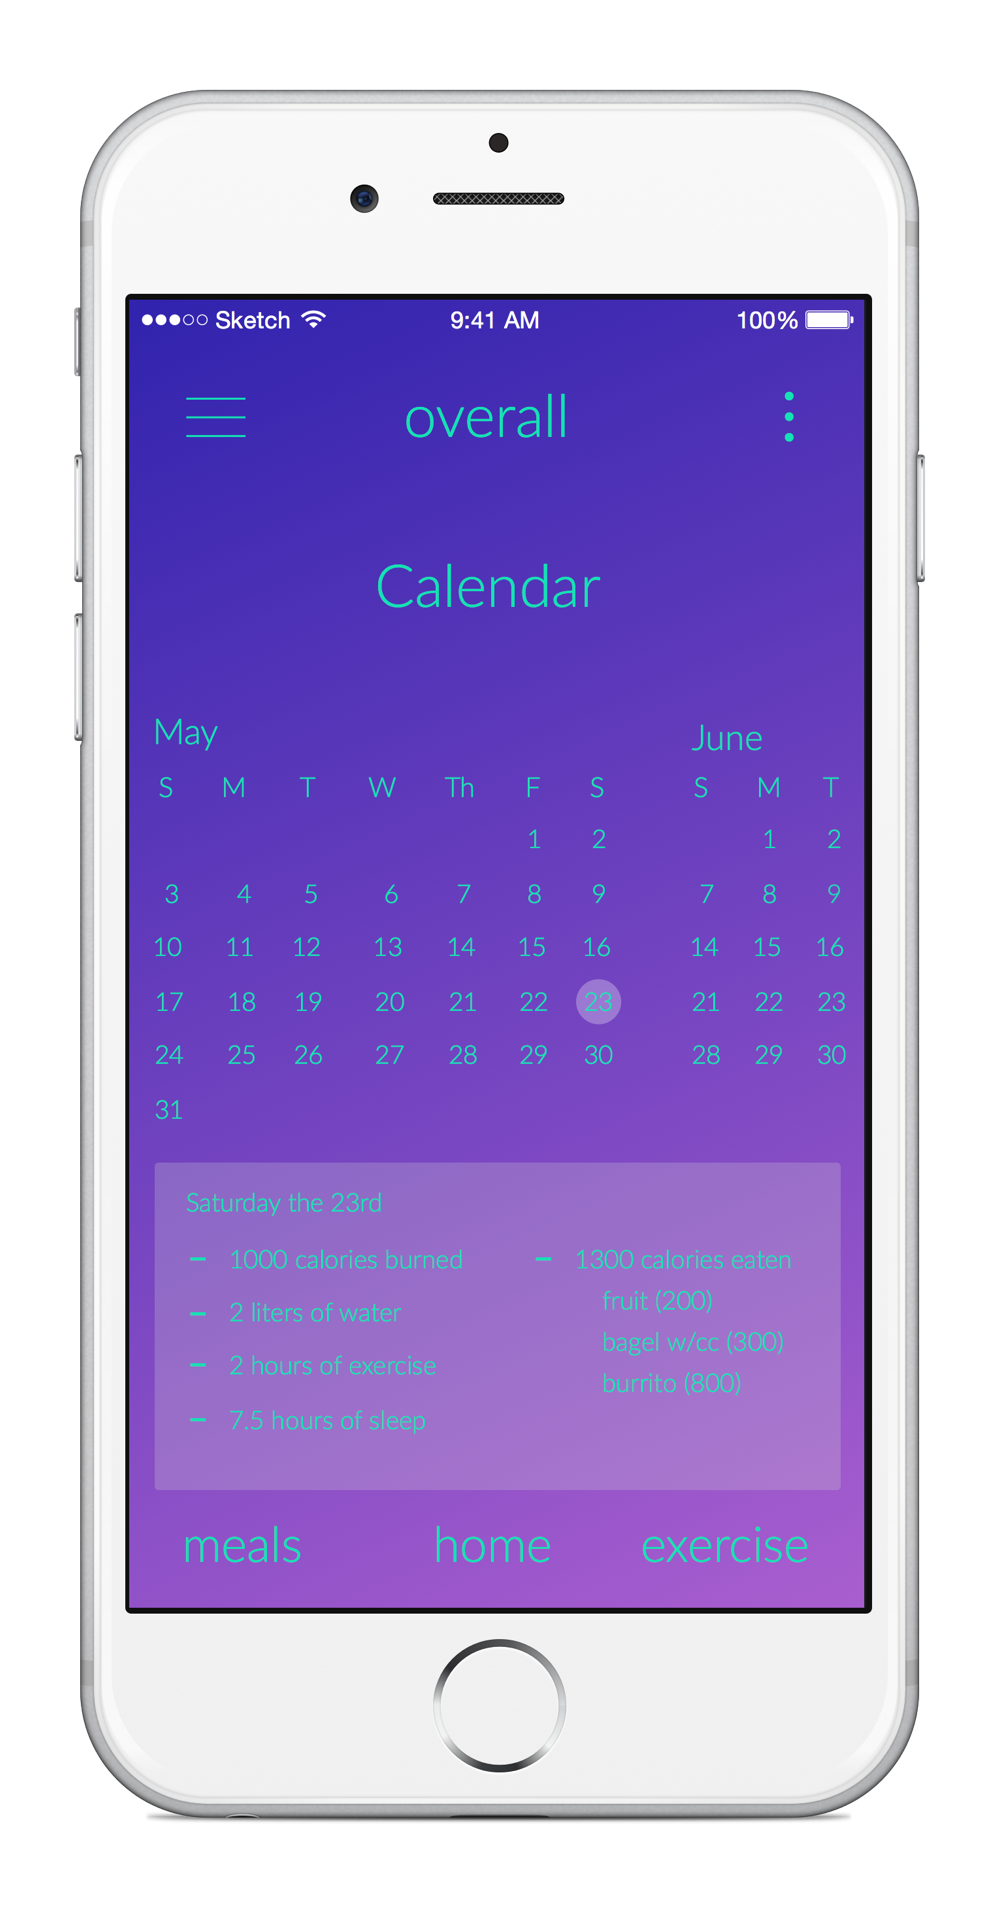 Sketch 9:41 AM 100%
overall
Calendar
May June
S M T W Th F S S M T
1 2 1 2
3 4 5 6 7 8 9 7 8 9
10 11 12 13 14 15 16 14 15 16
17 18 19 20 21 22 23 21 22 23
24 25 26 27 28 29 30 28 29 30
31
Saturday the 23rd
– 1000 calories burned
– 2 liters of water
– 2 hours of exercise
– 7.5 hours of sleep
– 1300 calories eaten
fruit (200)
bagel w/cc (300)
burrito (800)
meals home exercise